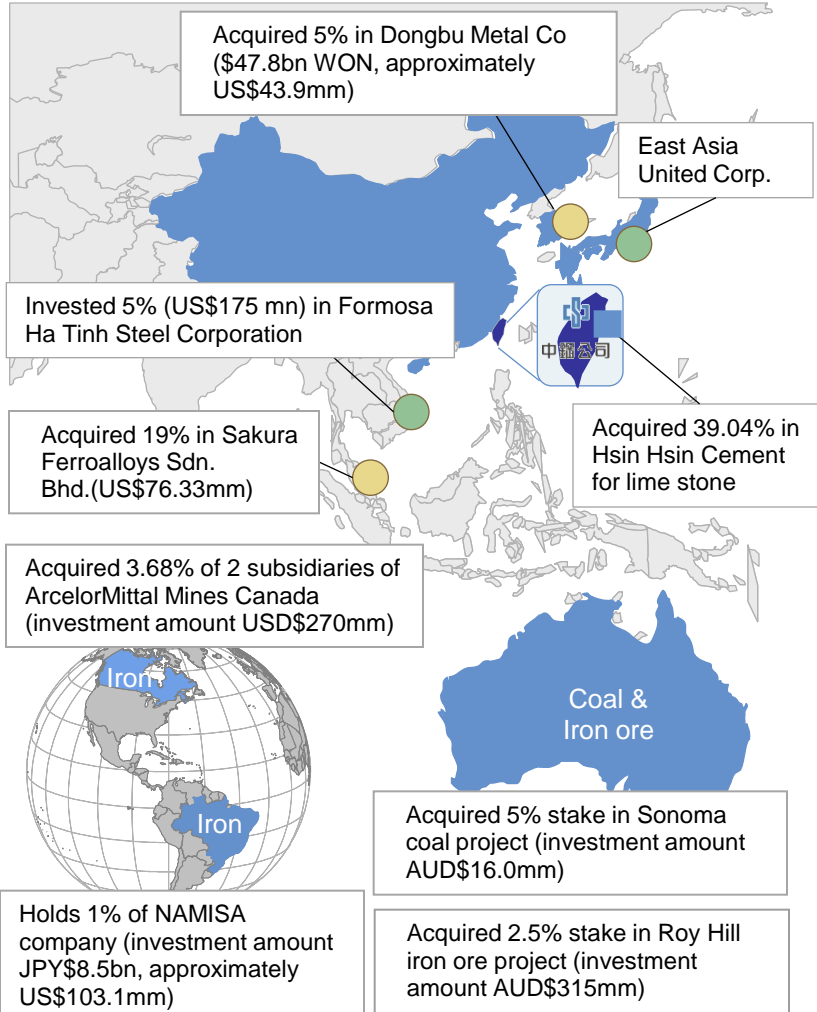 Acquired 5% in Dongbu Metal Co
($47.8bn WON, approximately
US$43.9mm)
East Asia
United Corp.
Invested 5% (US$175 mn) in Formosa
Ha Tinh Steel Corporation
中鋼公司
Acquired 19% in Sakura
Ferroalloys Sdn.
Bhd.(US$76.33mm)
Acquired 39.04% in
Hsin Hsin Cement
for lime stone
Acquired 3.68% of 2 subsidiaries of
ArcelorMittal Mines Canada
(investment amount USD$270mm)
Iron
Coal &
Iron ore
Iron
Acquired 5% stake in Sonoma
coal project (investment amount
AUD$16.0mm)
Holds 1% of NAMISA
company (investment amount
JPY$8.5bn, approximately
US$103.1mm)
Acquired 2.5% stake in Roy Hill
iron ore project (investment
amount AUD$315mm)